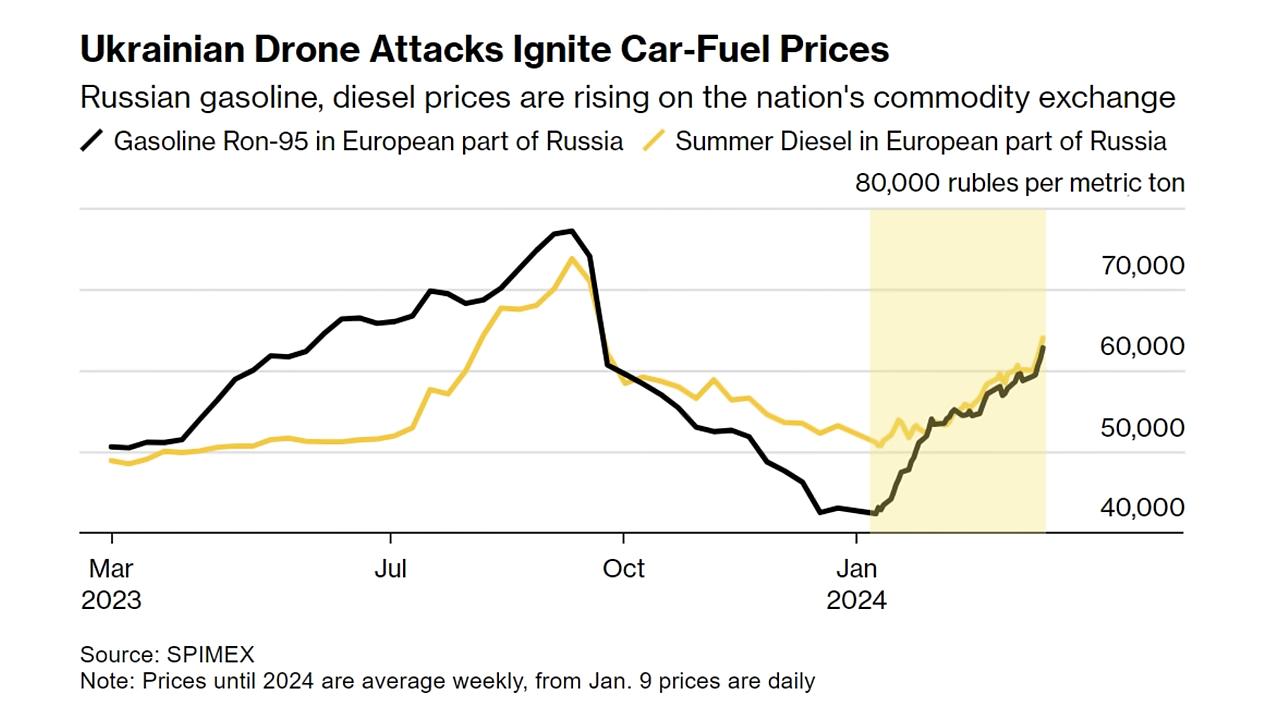 Ukrainian Drone Attacks Ignite Car-Fuel Prices
Russian gasoline, diesel prices are rising on the nation's commodity exchange
Gasoline Ron-95 in European part of Russia Summer Diesel in European part of Russia
80,000 rubles per metric ton
70,000
60,000
50,000
40,000
Mar Jul Oct Jan
2023 2024
Source: SPIMEX
Note: Prices until 2024 are average weekly, from Jan. 9 prices are daily